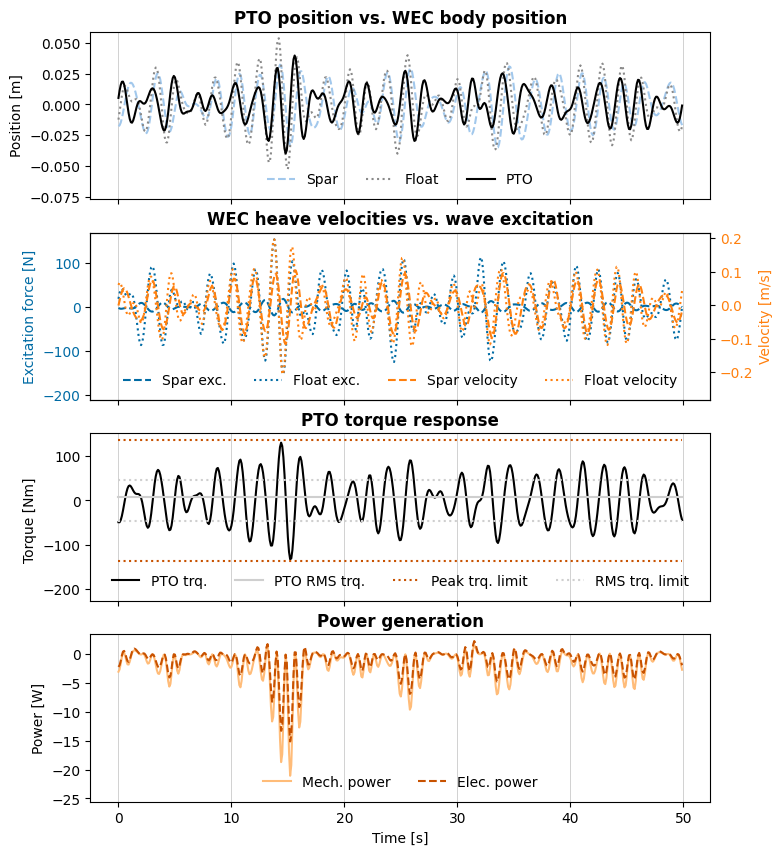 PTO position vs. WEC body position
0.050
0.025
0.000
−0.025
−0.050
−0.075
Position [m]
Spar Float PTO
WEC heave velocities vs. wave excitation
100
0
−100
−200
Excitation force [N]
0.2
0.1
0.0
−0.1
−0.2
Velocity [m/s]
Spar exc. Float exc. Spar velocity Float velocity
PTO torque response
100
0
−100
−200
Torque [Nm]
PTO trq. PTO RMS trq. Peak trq. limit RMS trq. limit
Power generation
0
−5
−10
−15
−20
−25
Power [W]
Mech. power Elec. power
0 10 20 30 40 50
Time [s]